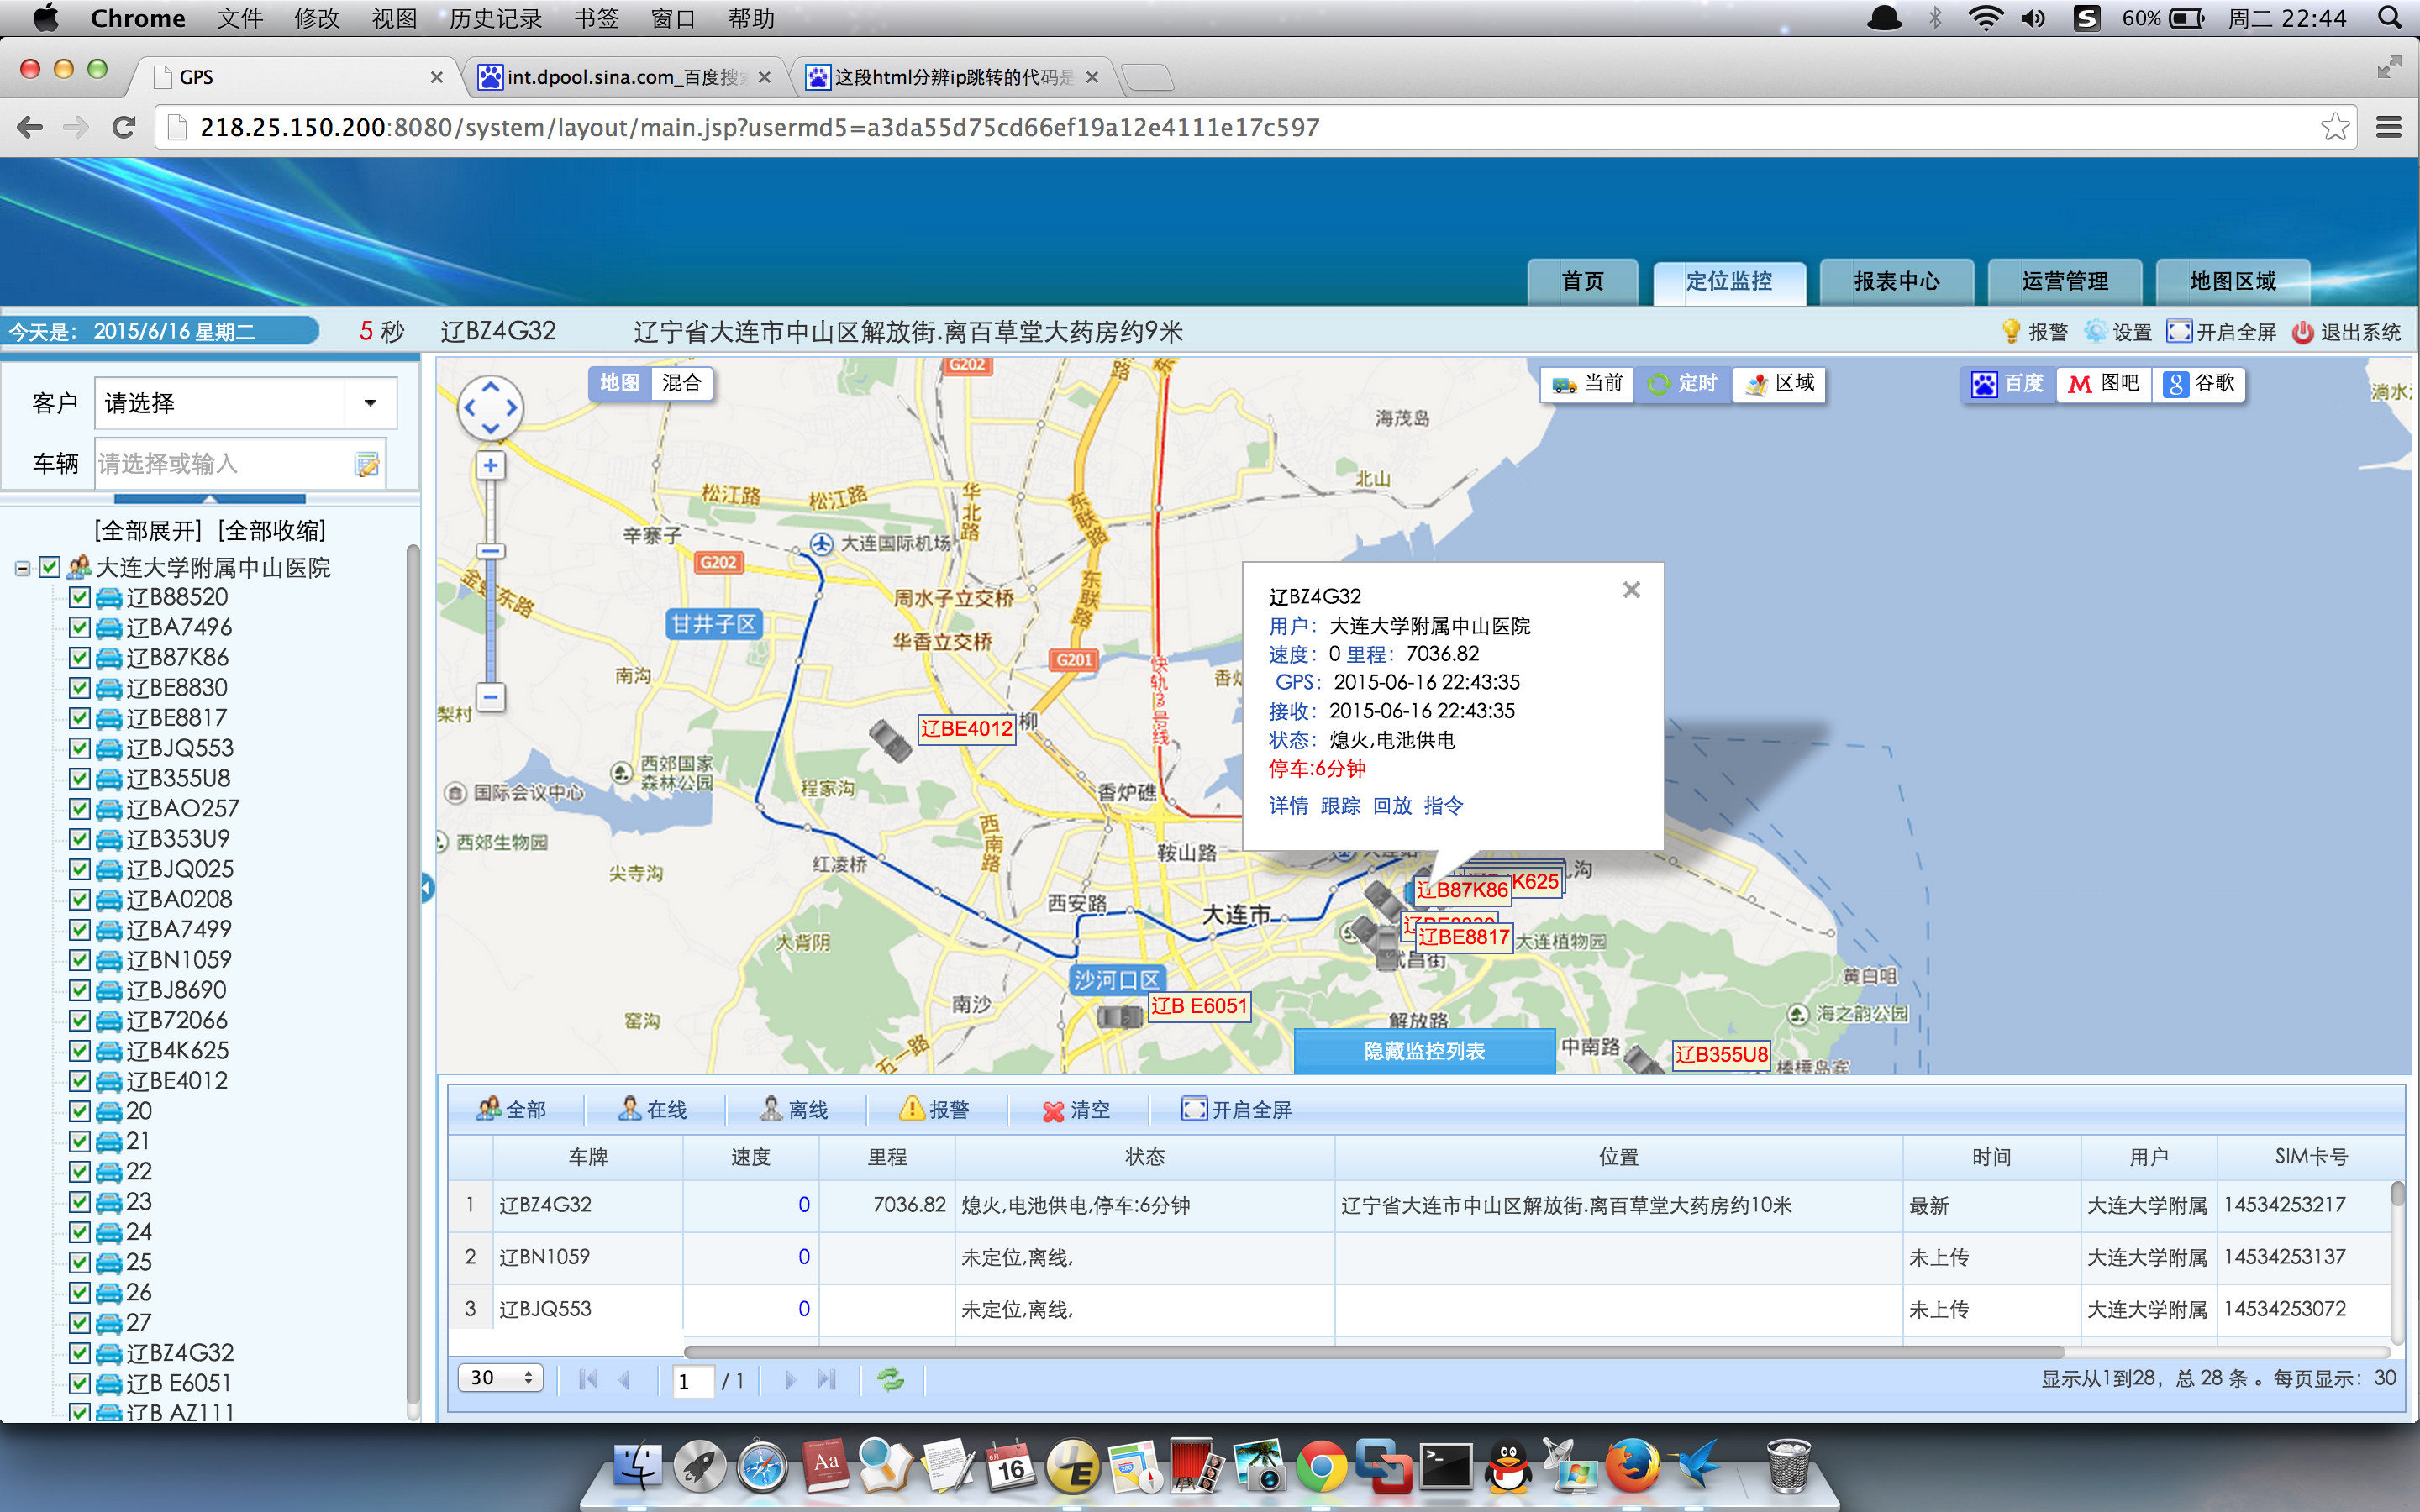 Chrome 文件 修改 视图 历史记录 书签 窗口 帮助 60% 周二 22:44
GPS
int.dpool.sina.com_百度搜
这段html分辨ip跳转的代码是
218.25.150.200:8080/system/layout/main.jsp?usermd5=a3da55d75cd66ef19a12e4111e17c597
首页 定位监控 报表中心 运营管理 地图区域
今天是: 2015/6/16 星期二 5 秒 辽BZ4G32 辽宁省大连市中山区解放街.离百草堂大药房约9米 报警 设置 开启全屏 退出系统
客户 请选择
车辆 请选择或输入
[全部展开] [全部收缩]
大连大学附属中山医院
辽B88520
辽BA7496
辽B87K86
辽BE8830
辽BE8817
辽BJQ553
辽B355U8
辽BAO257
辽B353U9
辽BJQ025
辽BA0208
辽BA7499
辽BN1059
辽BJ8690
辽B72066
辽B4K625
辽BE4012
20
21
22
23
24
25
26
27
辽BZ4G32
辽B E6051
辽B AZ111
地图 混合
当前 定时 区域
百度 图吧 谷歌
G202
海茂岛
北山
松江路
松江路
华北路
东联路
辛寨子
大连国际机场
G202
东联路
周水子立交桥
甘井子区
华香立交桥
G201
快轨3号线
南沟
梨村
辽BE4012
柳
西郊国家
森林公园
国际会议中心
程家沟
香炉礁
西郊生物园
西南路
鞍山路
红凌桥
尖寺沟
西安路
大连市
大背阴
沙河口区
南沙
窑沟
五一路
辽B E6051
解放路
中南路
辽B355U8
辽B87K86
K625
沟
辽BE8817
大连植物园
武昌街
黄白咀
海之韵公园
棒棰岛宾
辽BZ4G32
用户: 大连大学附属中山医院
速度: 0 里程: 7036.82
GPS: 2015-06-16 22:43:35
接收: 2015-06-16 22:43:35
状态: 熄火,电池供电
停车:6分钟
详情 跟踪 回放 指令
隐藏监控列表
全部 在线 离线 报警 清空 开启全屏
车牌 速度 里程 状态 位置 时间 用户 SIM卡号
1 辽BZ4G32 0 7036.82 熄火,电池供电,停车:6分钟 辽宁省大连市中山区解放街.离百草堂大药房约10米 最新 大连大学附属 14534253217
2 辽BN1059 0 未定位,离线, 未上传 大连大学附属 14534253137
3 辽BJQ553 0 未定位,离线, 未上传 大连大学附属 14534253072
30 1 / 1 显示从1到28, 总 28 条 。每页显示: 30